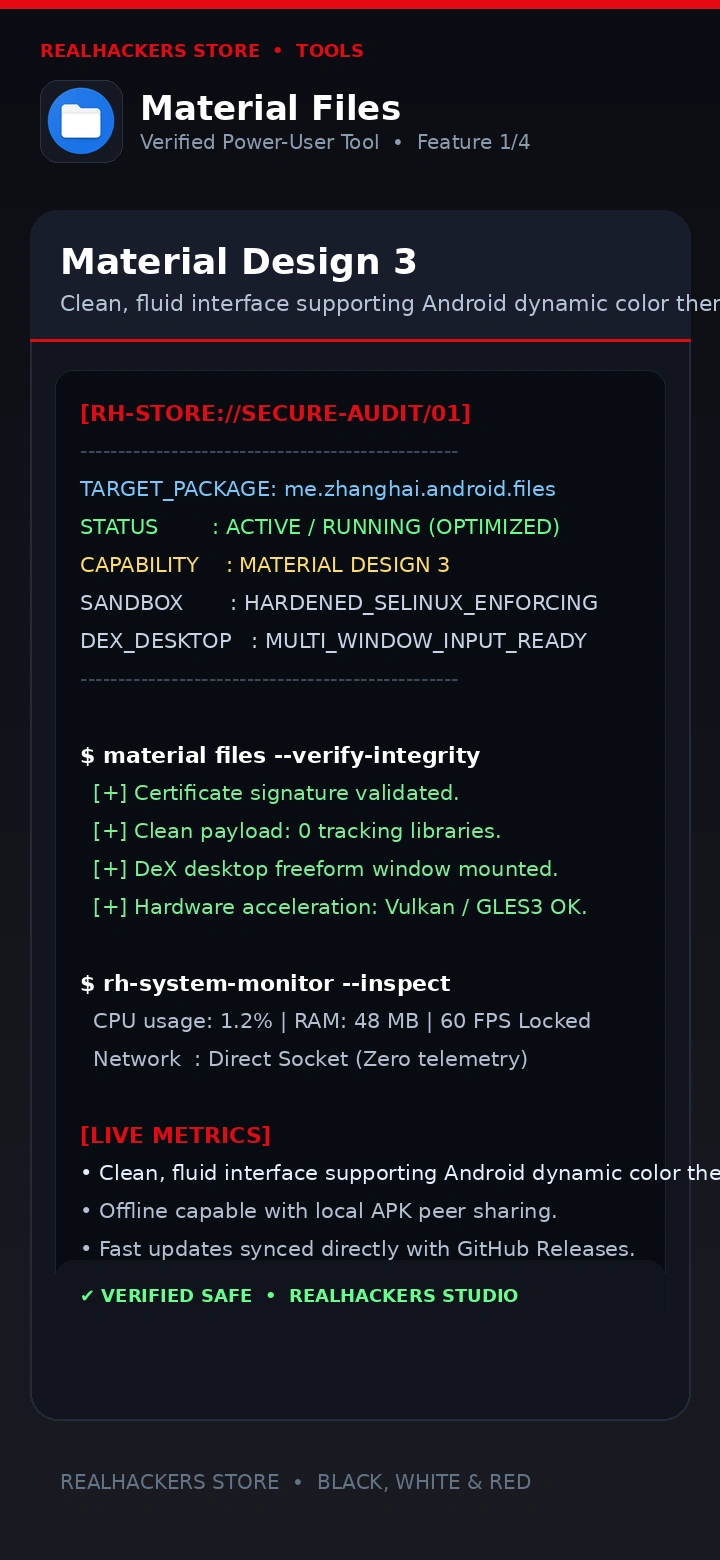 REALHACKERS STORE • TOOLS
Material Files
Verified Power-User Tool • Feature 1/4
Material Design 3
Clean, fluid interface supporting Android dynamic color
[RH-STORE://SECURE-AUDIT/01]
--------------------------------------------------
TARGET_PACKAGE: me.zhanghai.android.files
STATUS : ACTIVE / RUNNING (OPTIMIZED)
CAPABILITY : MATERIAL DESIGN 3
SANDBOX : HARDENED_SELINUX_ENFORCING
DEX_DESKTOP : MULTI_WINDOW_INPUT_READY
--------------------------------------------------
$ material files --verify-integrity
[+] Certificate signature validated.
[+] Clean payload: 0 tracking libraries.
[+] DeX desktop freeform window mounted.
[+] Hardware acceleration: Vulkan / GLES3 OK.
$ rh-system-monitor --inspect
CPU usage: 1.2% | RAM: 48 MB | 60 FPS Locked
Network : Direct Socket (Zero telemetry)
[LIVE METRICS]
• Clean, fluid interface supporting Android dynamic color
• Offline capable with local APK peer sharing.
• Fast updates synced directly with GitHub Releases.
✔ VERIFIED SAFE • REALHACKERS STUDIO
REALHACKERS STORE • BLACK, WHITE & RED